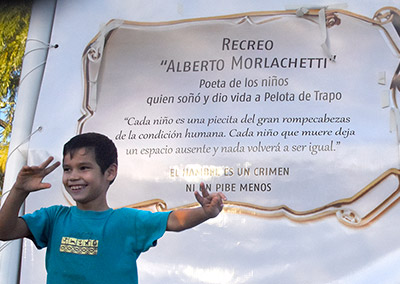 Recreo
"Alberto Morlachetti"
Poeta de los niños
quien soñó y dio vida a Pelota de Trapo
"Cada niño es una piecita del gran rompecabezas
de la condición humana. Cada niño que muere deja
un espacio ausente y nada volverá a ser igual."
EL HAMBRE ES UN CRIMEN
NI UN PIBE MENOS